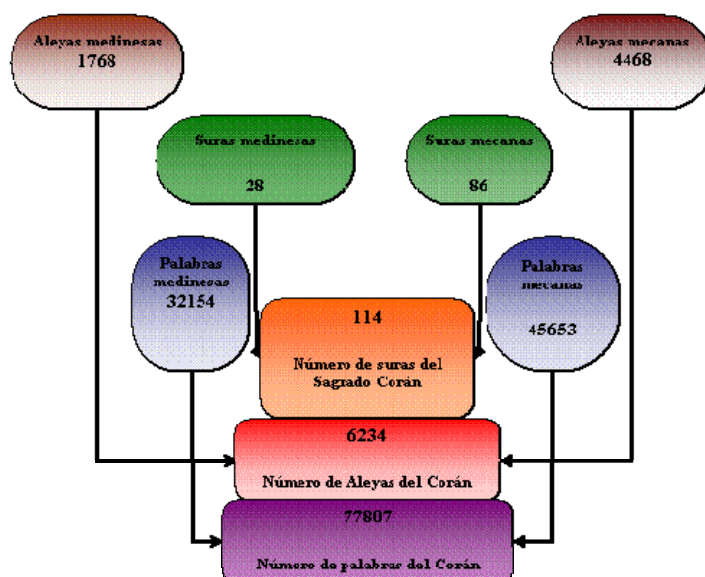 Aleyas medinesas
1768
Aleyas mecanas
4468
Suras medinesas
28
Suras mecanas
86
Palabras
medinesas
32154
Palabras
mecanas
45653
114
Número de suras del
Sagrado Corán
6234
Número de Aleyas del Corán
77807
Número de palabras del Corán